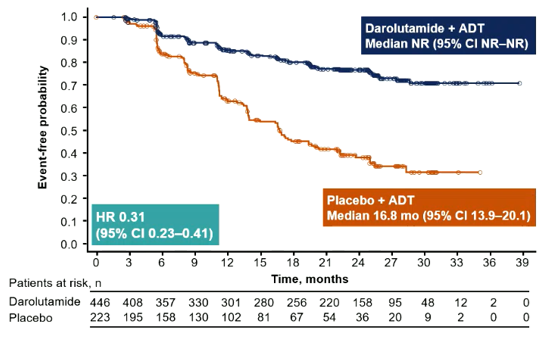 Event-free probability
1.0
0.9
0.8
0.7
0.6
0.5
0.4
0.3
0.2
0.1
0.0
Darolutamide + ADT
Median NR (95% CI NR–NR)
Placebo + ADT
Median 16.8 mo (95% CI 13.9–20.1)
HR 0.31
(95% CI 0.23–0.41)
0 3 6 9 11 14 16 19 22 24 27 30 33 36 39
Time, months
Patients at risk, n
Darolutamide 446 408 357 330 301 280 256 220 158 95 48 12 2 0
Placebo 223 195 158 130 102 81 67 54 36 20 9 2 0 0